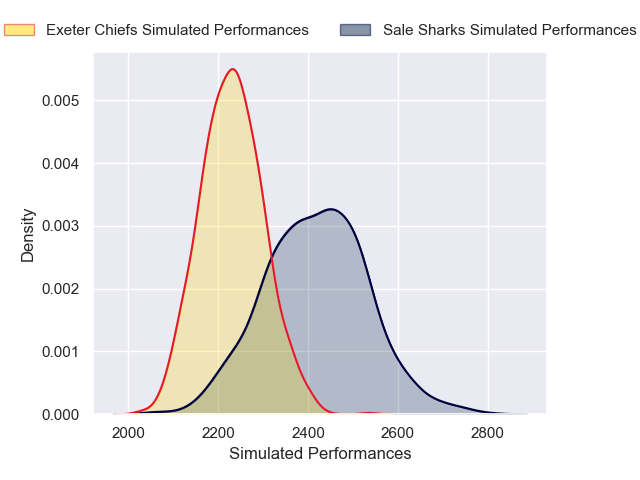 Exeter Chiefs Simulated Performances
Sale Sharks Simulated Performances
0.005
0.004
0.003
0.002
0.001
0.000
Density
2000 2200 2400 2600 2800
Simulated Performances